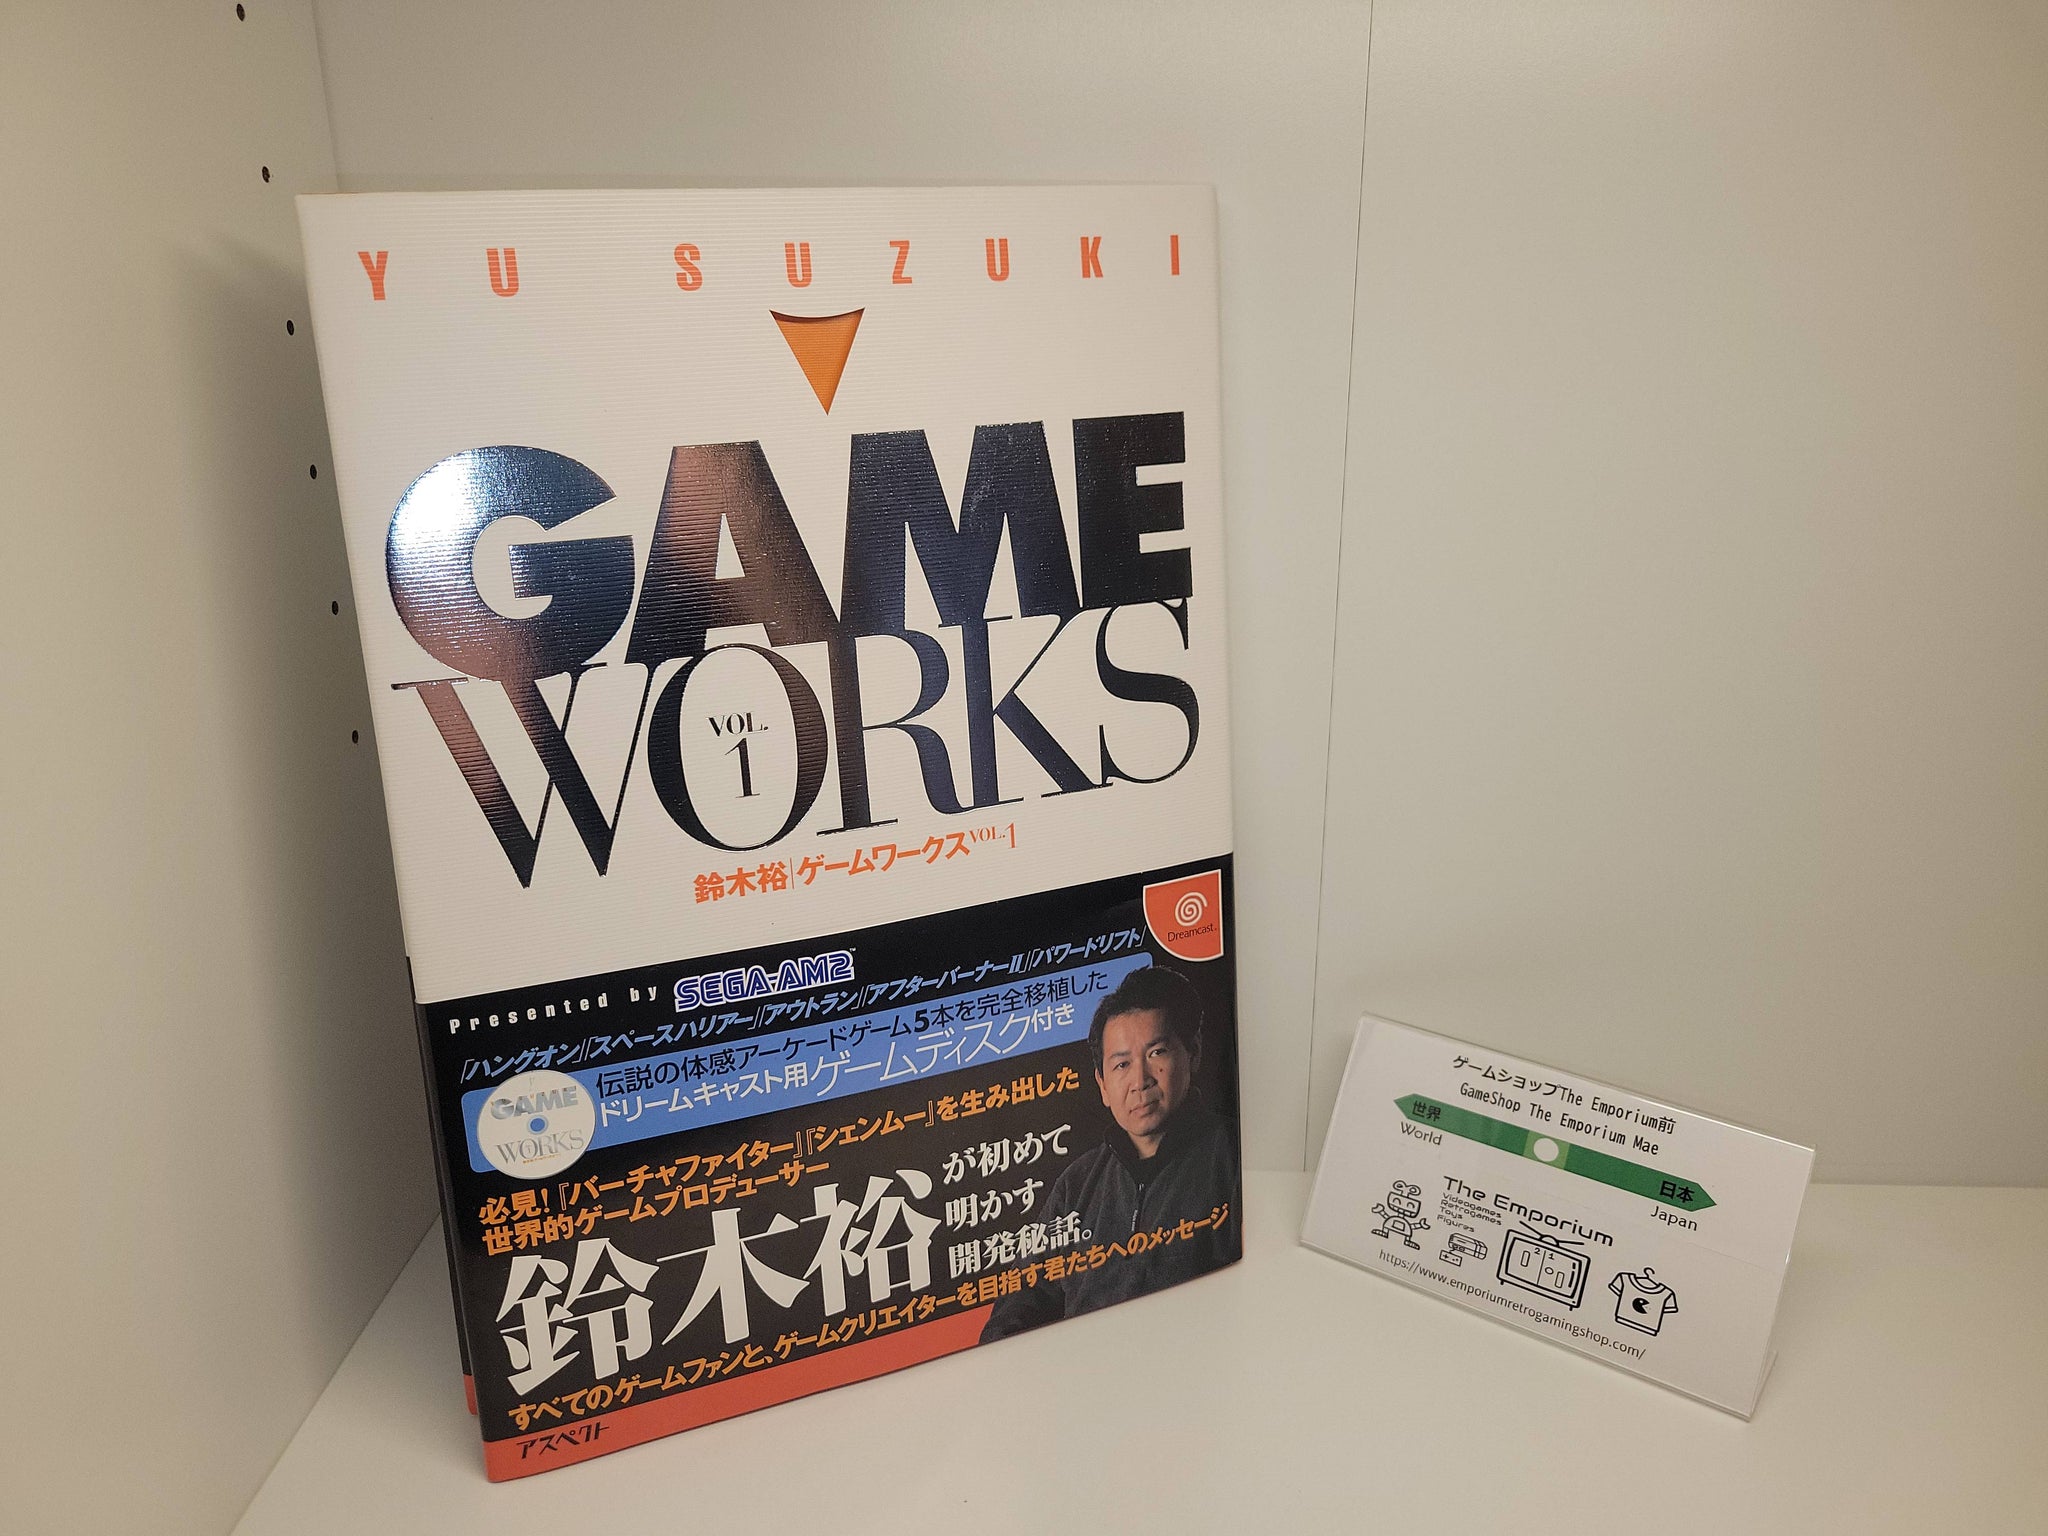 YU SUZUKI
GAME
WORKS
VOL.
1
鈴木裕|ゲームワークスVOL.1
Dreamcast.
Presented by SEGA-AM2™
「ハングオン」「スペースハリアー」「アウトラン」「アフターバーナーII」「パワードリフト」
伝説の体感アーケードゲーム5本を完全移植した
ドリームキャスト用ゲームディスク付き
GAME
WORKS
必見!『バーチャファイター』『シェンムー』を生み出した
世界的ゲームプロデューサー
鈴木裕が初めて
明かす
開発秘話。
すべてのゲームファンと、ゲームクリエイターを目指す君たちへのメッセージ
アスペクト
ゲームショップThe Emporium前
GameShop The Emporium Mae
世界
World
日本
Japan
The Emporium
Videogames
Retrogames
Toys
Figures
2 1
https://www.emporiumretrogamingshop.com/